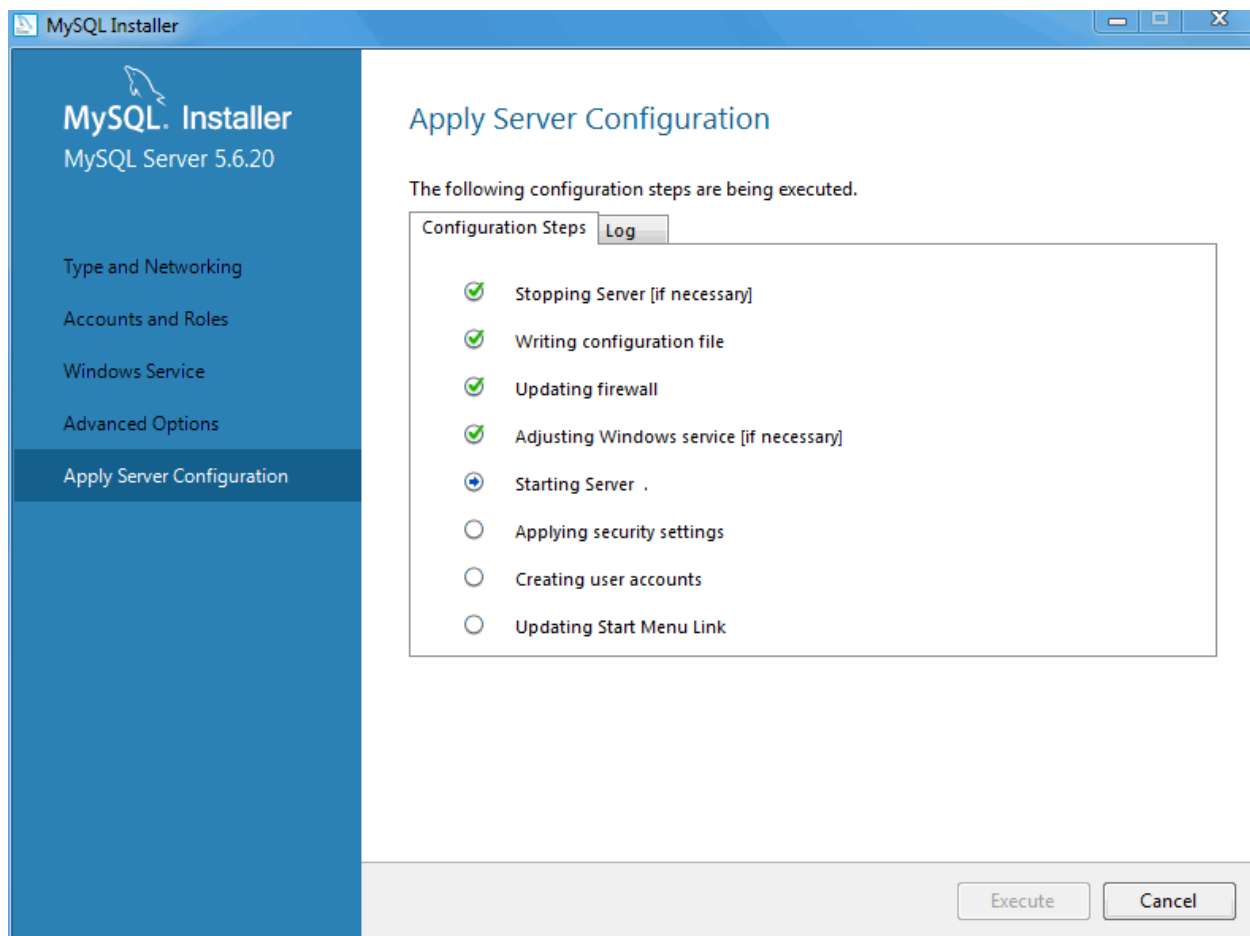 MySQL Installer
MySQL. Installer
MySQL Server 5.6.20
Type and Networking
Accounts and Roles
Windows Service
Advanced Options
Apply Server Configuration
Apply Server Configuration
The following configuration steps are being executed.
Configuration Steps
Log
Stopping Server [if necessary]
Writing configuration file
Updating firewall
Adjusting Windows service [if necessary]
Starting Server .
Applying security settings
Creating user accounts
Updating Start Menu Link
Execute
Cancel